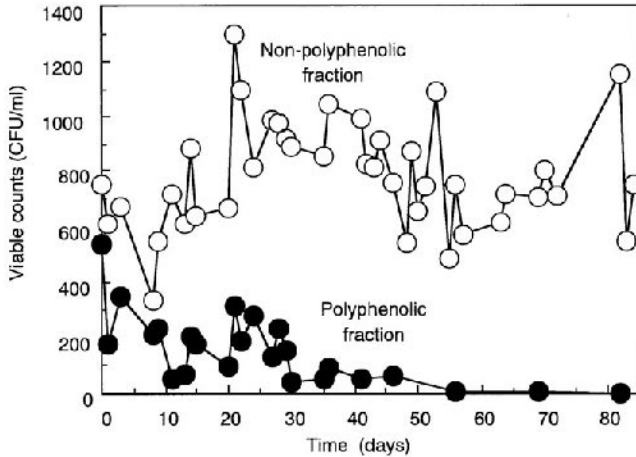 1400
1200
1000
800
600
400
200
0
Viable counts (CFU/ml)
Non-polyphenolic
fraction
Polyphenolic
fraction
0 10 20 30 40 50 60 70 80
Time (days)